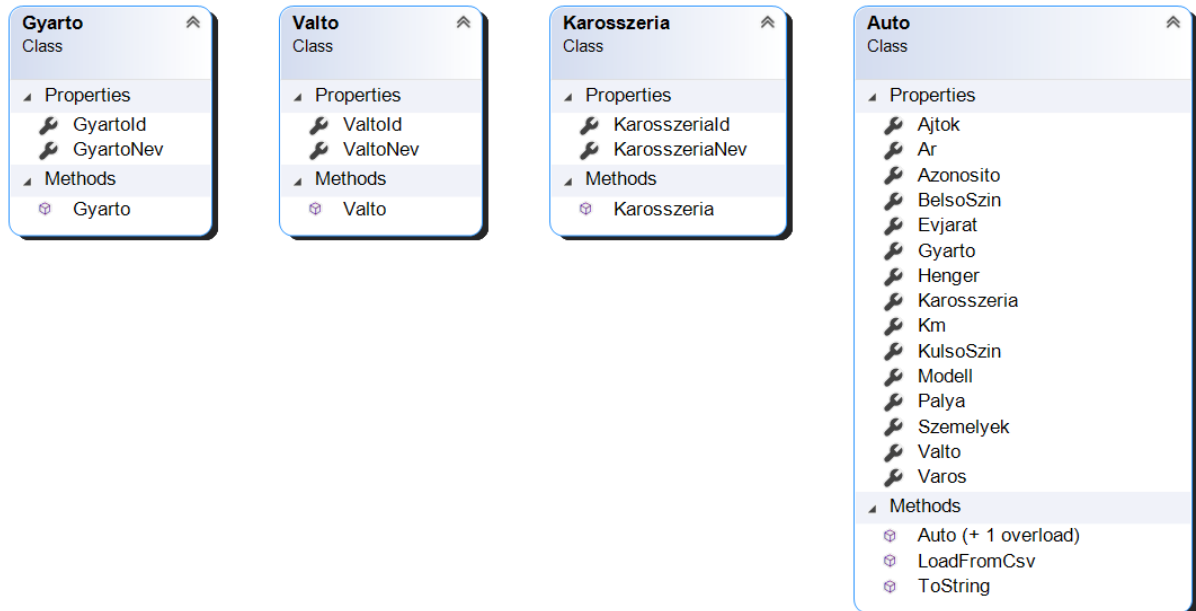 Gyarto
Class
Properties
GyartoId
GyartoNev
Methods
Gyarto
Valto
Class
Properties
ValtoId
ValtoNev
Methods
Valto
Karosszeria
Class
Properties
KarosszeriaId
KarosszeriaNev
Methods
Karosszeria
Auto
Class
Properties
Ajtok
Ar
Azonosito
BelsoSzin
Evjarat
Gyarto
Henger
Karosszeria
Km
KulsoSzin
Modell
Palya
Szemelyek
Valto
Varos
Methods
Auto (+ 1 overload)
LoadFromCsv
ToString